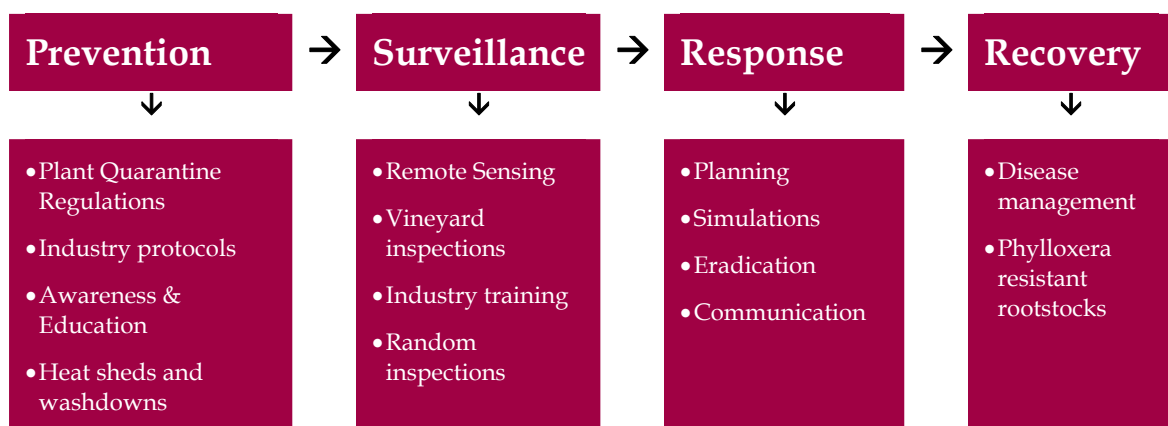 Prevention → Surveillance → Response → Recovery
↓ ↓ ↓ ↓
•Plant Quarantine
Regulations
•Industry protocols
•Awareness &
Education
•Heat sheds and
washdowns
•Remote Sensing
•Vineyard
inspections
•Industry training
•Random
inspections
•Planning
•Simulations
•Eradication
•Communication
•Disease
management
•Phylloxera
resistant
rootstocks